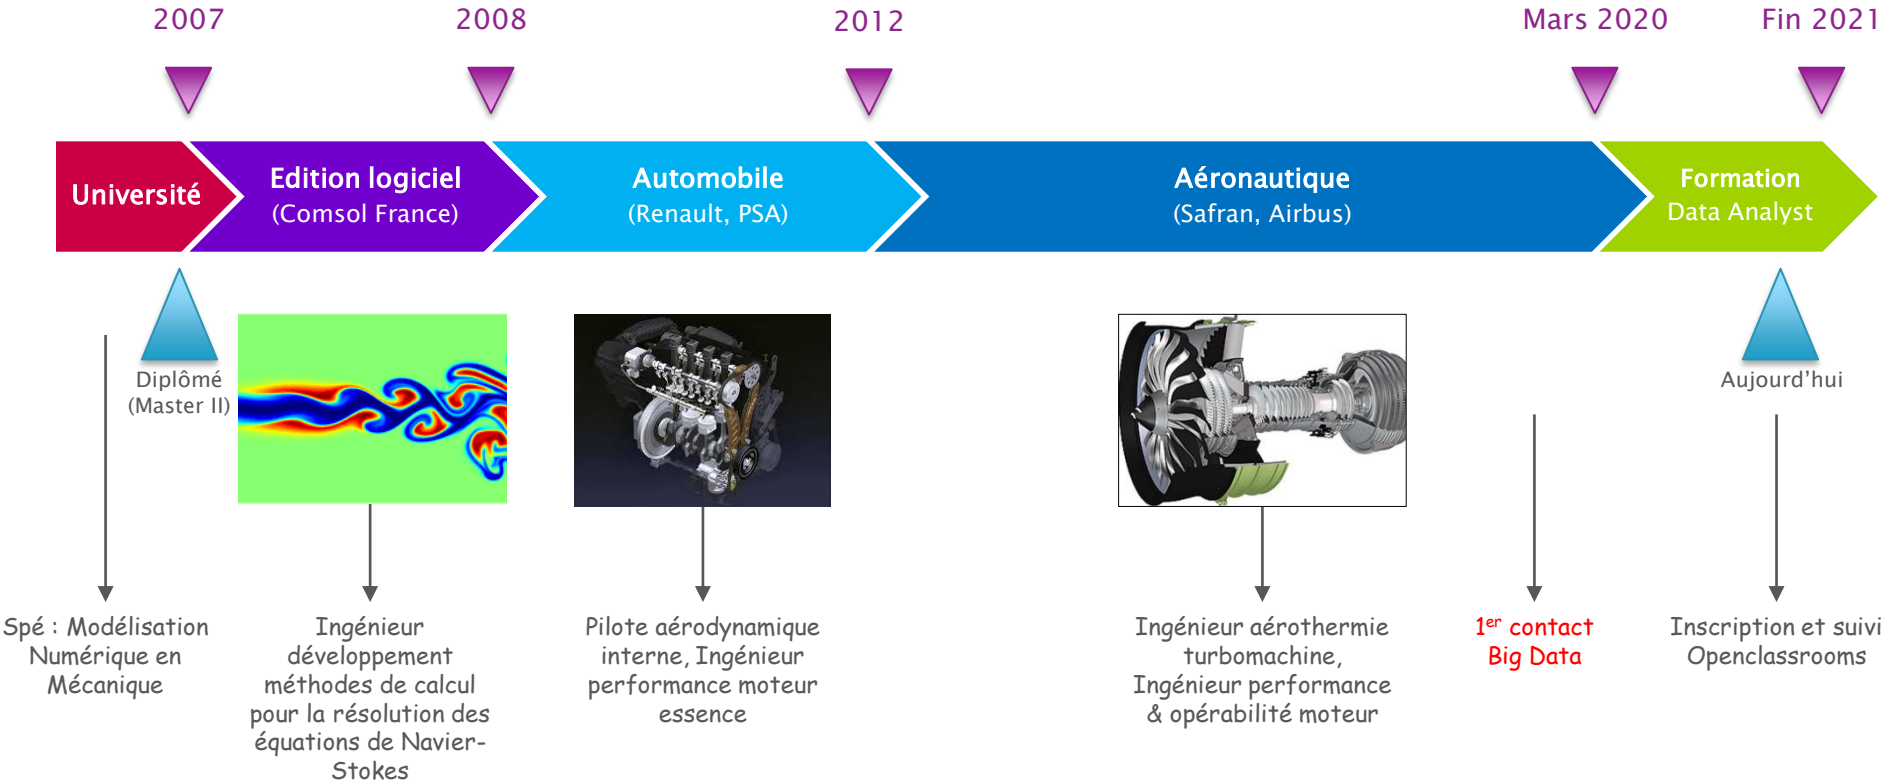 2007
2008
2012
Mars 2020
Fin 2021
Université
Edition logiciel
(Comsol France)
Automobile
(Renault, PSA)
Aéronautique
(Safran, Airbus)
Formation
Data Analyst
Diplômé
(Master II)
Aujourd’hui
Spé : Modélisation
Numérique en
Mécanique
Ingénieur
développement
méthodes de calcul
pour la résolution des
équations de Navier-
Stokes
Pilote aérodynamique
interne, Ingénieur
performance moteur
essence
Ingénieur aérothermie
turbomachine,
Ingénieur performance
& opérabilité moteur
1er contact
Big Data
Inscription et suivi
Openclassrooms